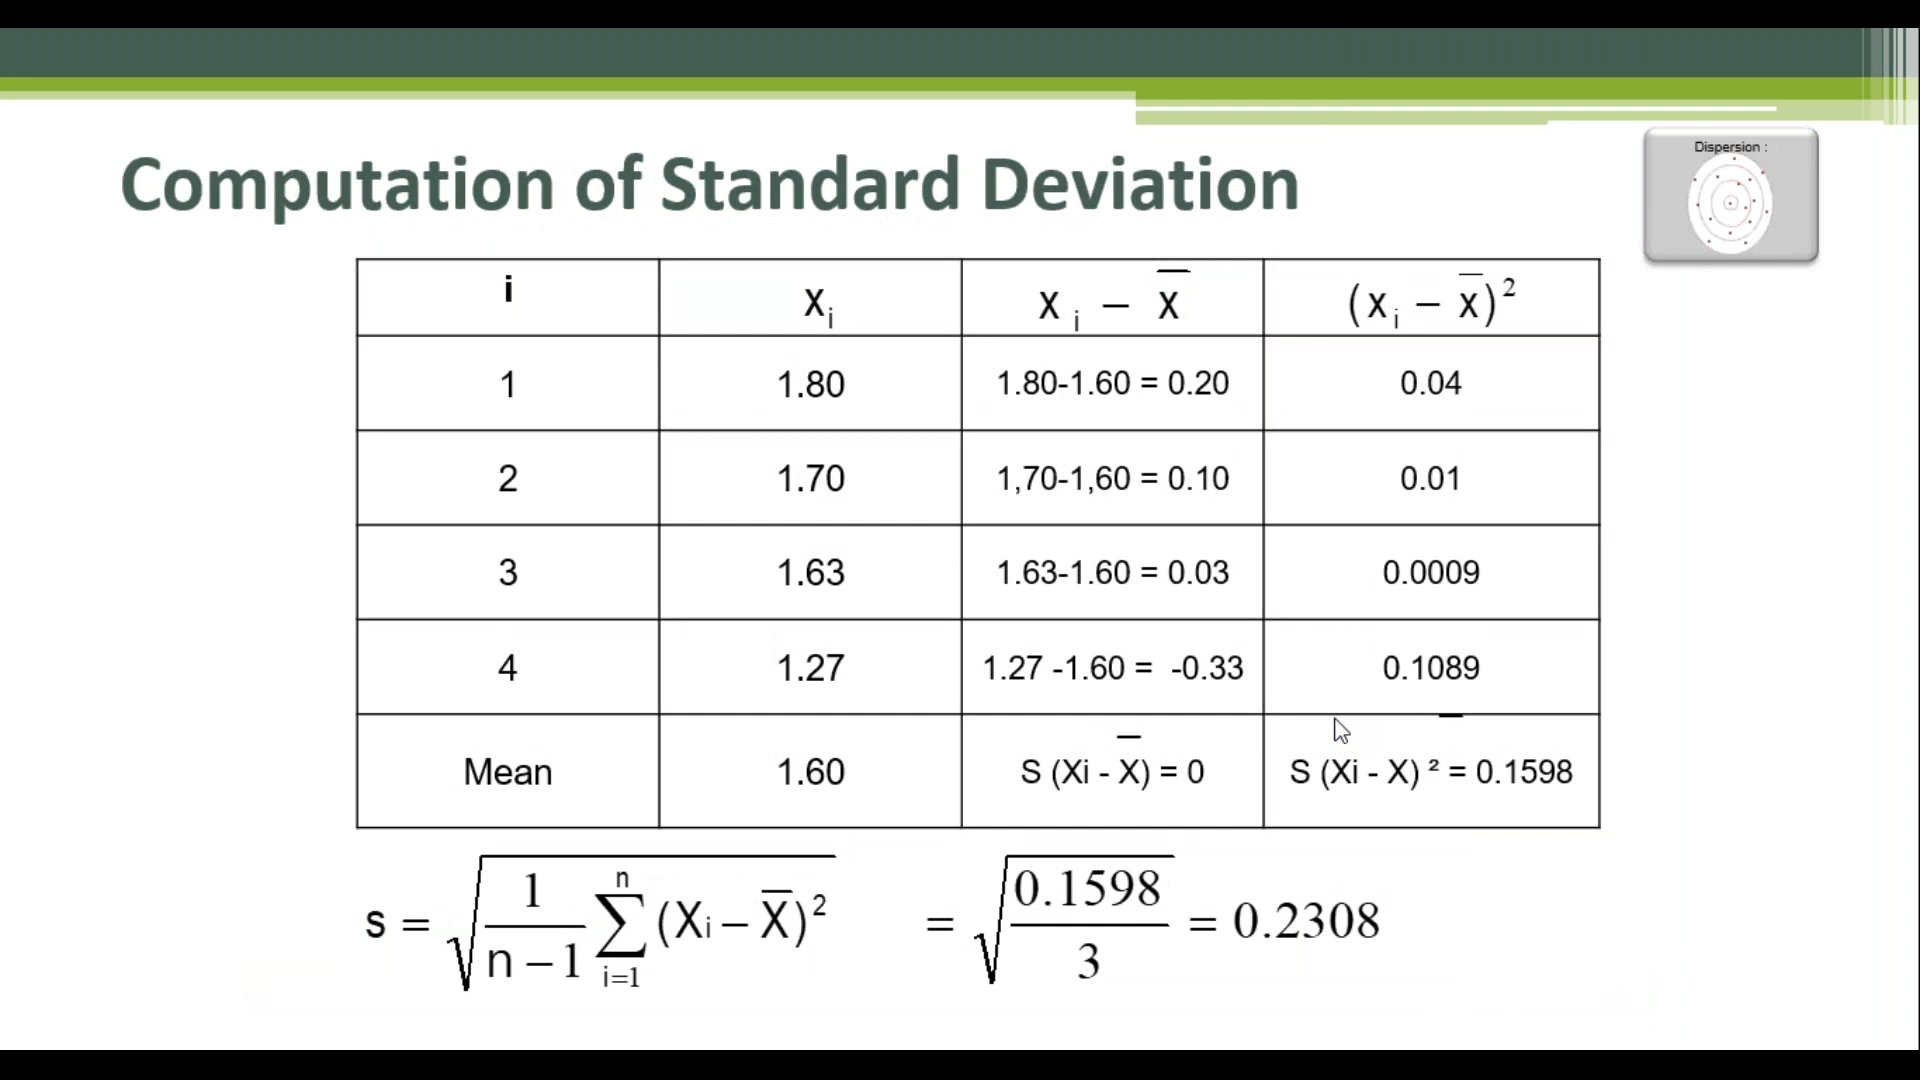 Dispersion :
Computation of Standard Deviation
i	X i	X i − X̅	(x i − x̅)²
1	1.80	1.80-1.60 = 0.20	0.04
2	1.70	1,70-1,60 = 0.10	0.01
3	1.63	1.63-1.60 = 0.03	0.0009
4	1.27	1.27 -1.60 = -0.33	0.1089
Mean	1.60	S (Xi - X̅) = 0	S (Xi - X̅) ² = 0.1598
s = √(1/(n−1) ∑ i=1 n (Xi − X̅)²) = √(0.1598/3) = 0.2308